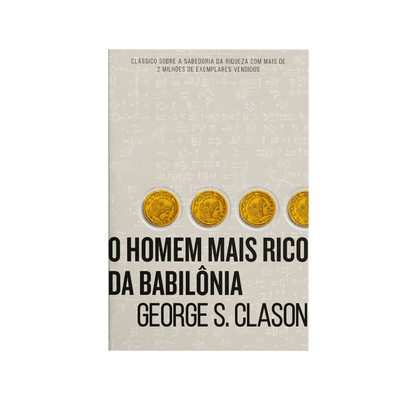 CLÁSSICO SOBRE A SABEDORIA DA RIQUEZA COM MAIS DE
2 MILHÕES DE EXEMPLARES VENDIDOS
O HOMEM MAIS RICO
DA BABILÔNIA
GEORGE S. CLASON